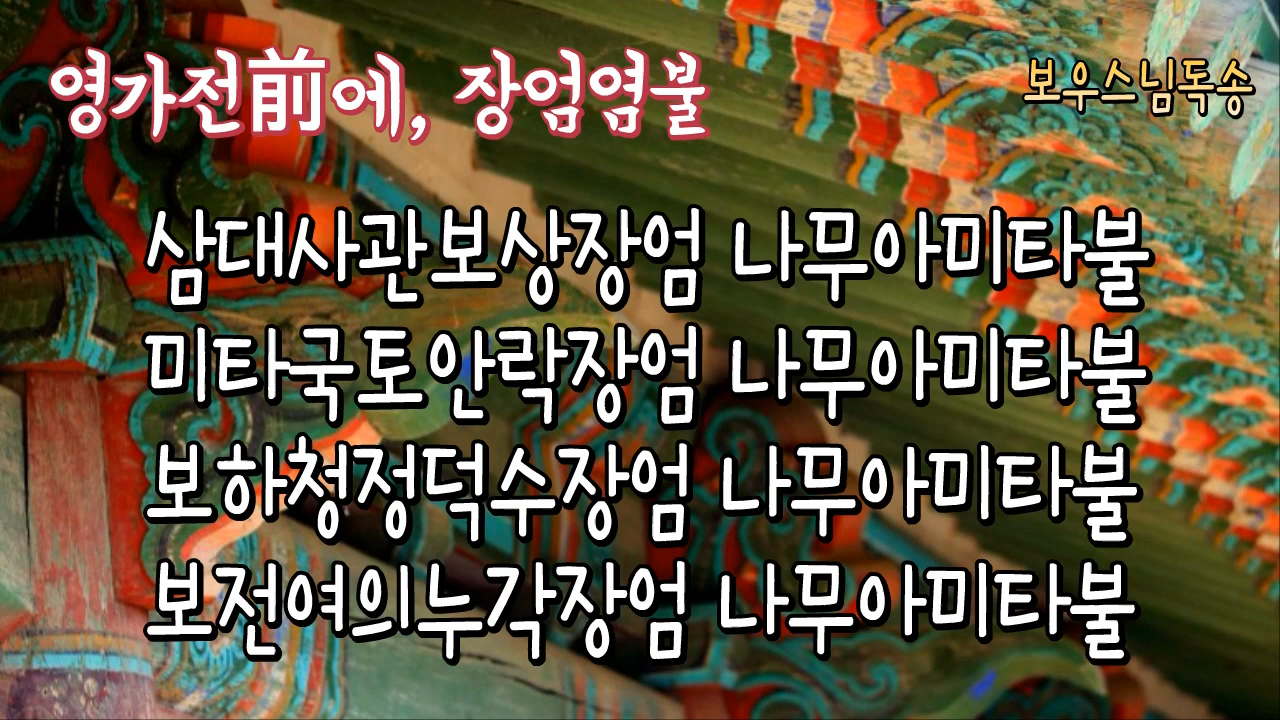 영가전前에, 장엄염불
보우스님독송
삼대사관보상장엄 나무아미타불
미타국토안락장엄 나무아미타불
보하청정덕수장엄 나무아미타불
보전여의누각장엄 나무아미타불